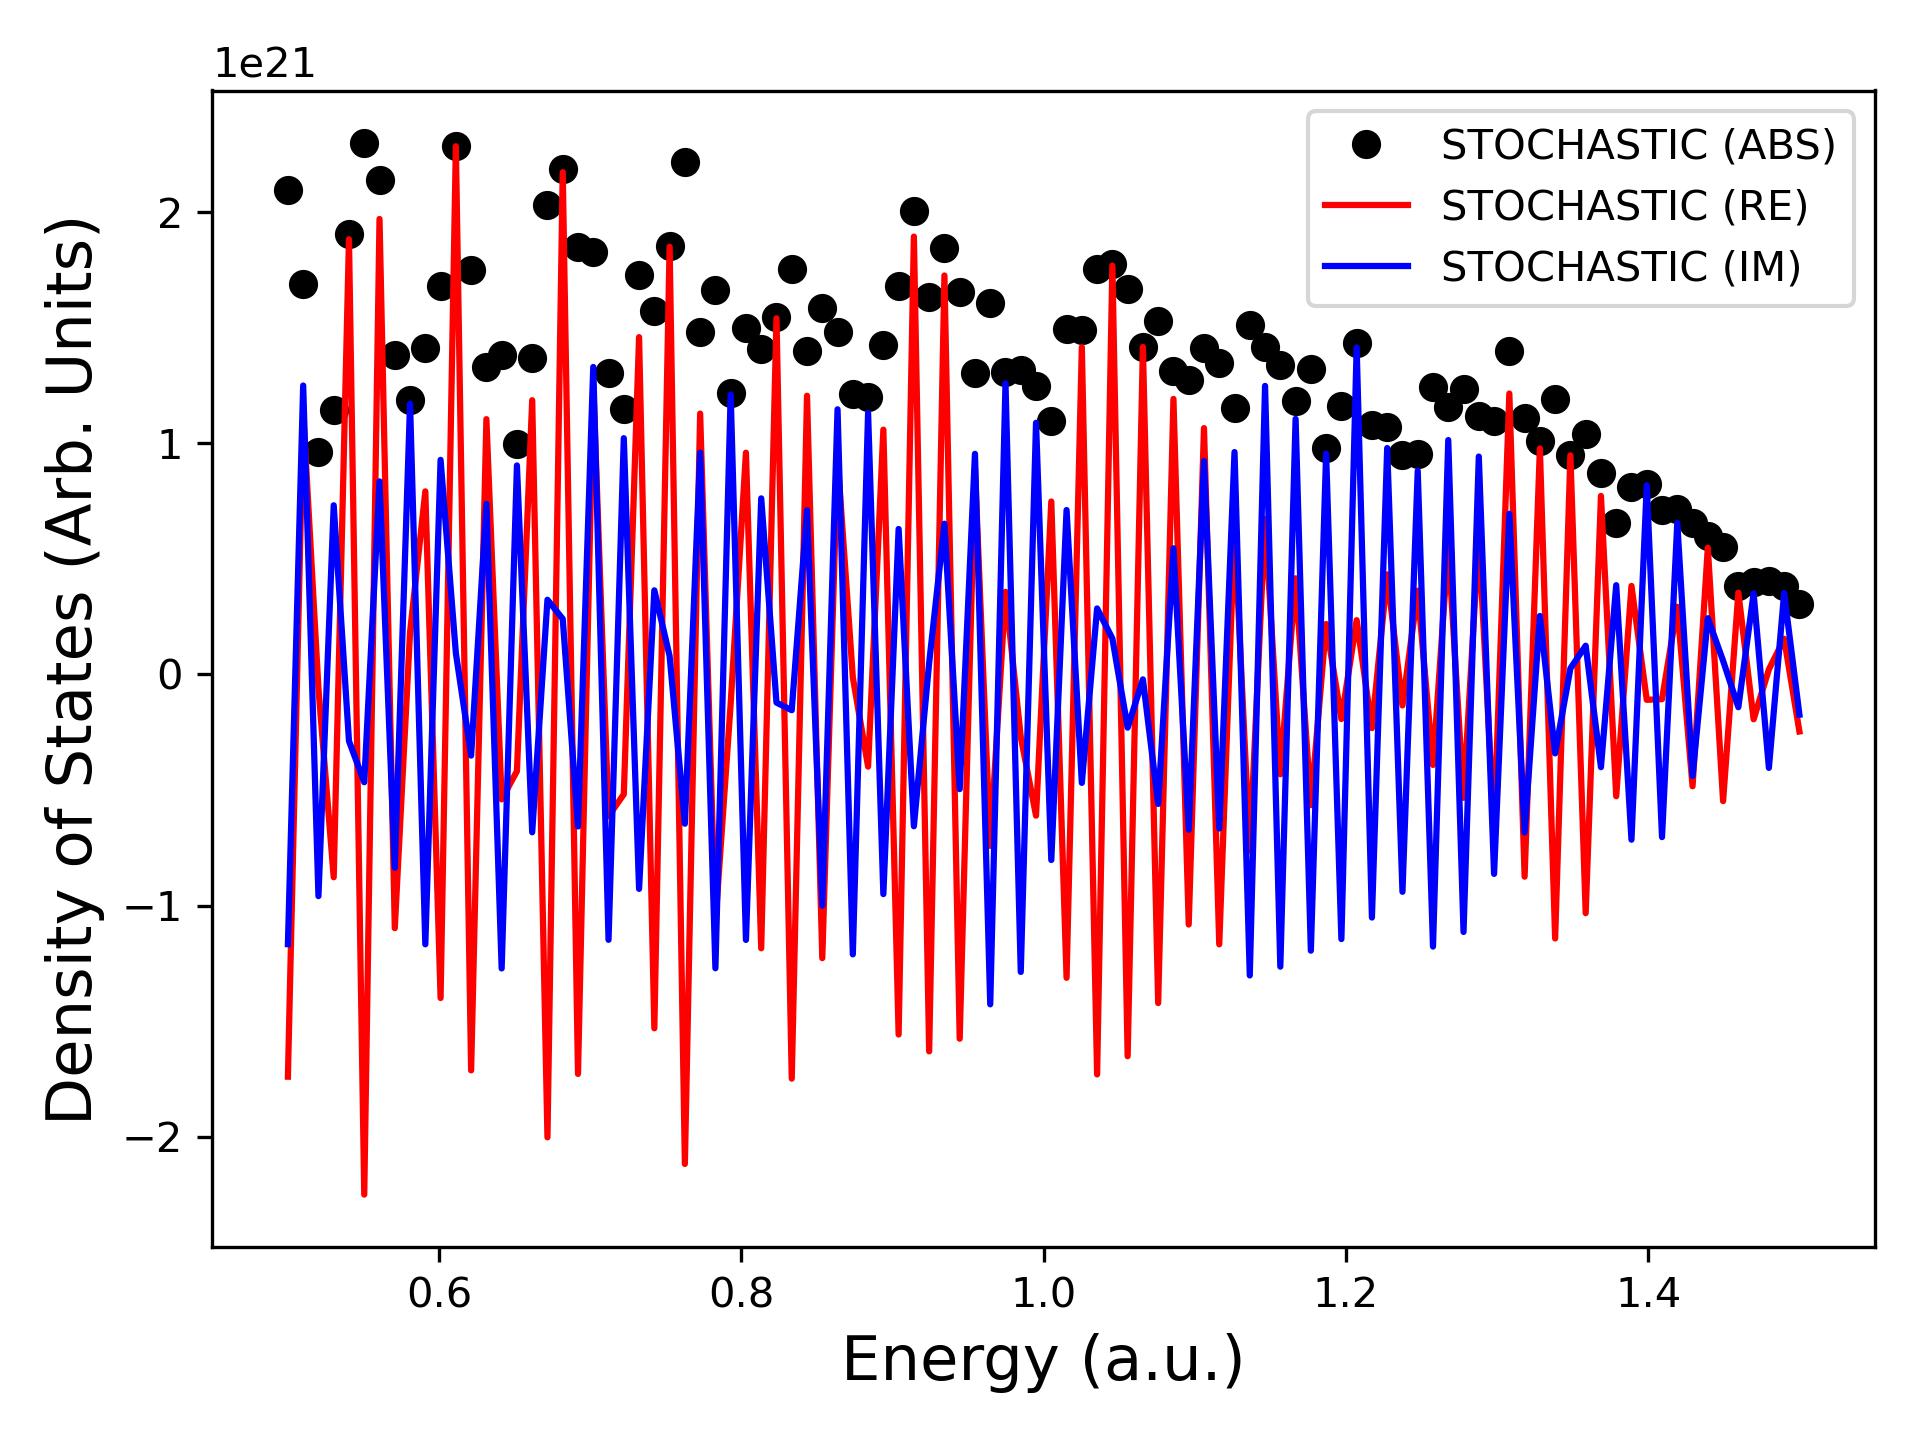 1e21
STOCHASTIC (ABS)
STOCHASTIC (RE)
STOCHASTIC (IM)
Density of States (Arb. Units)
2
1
0
−1
−2
0.6 0.8 1.0 1.2 1.4
Energy (a.u.)